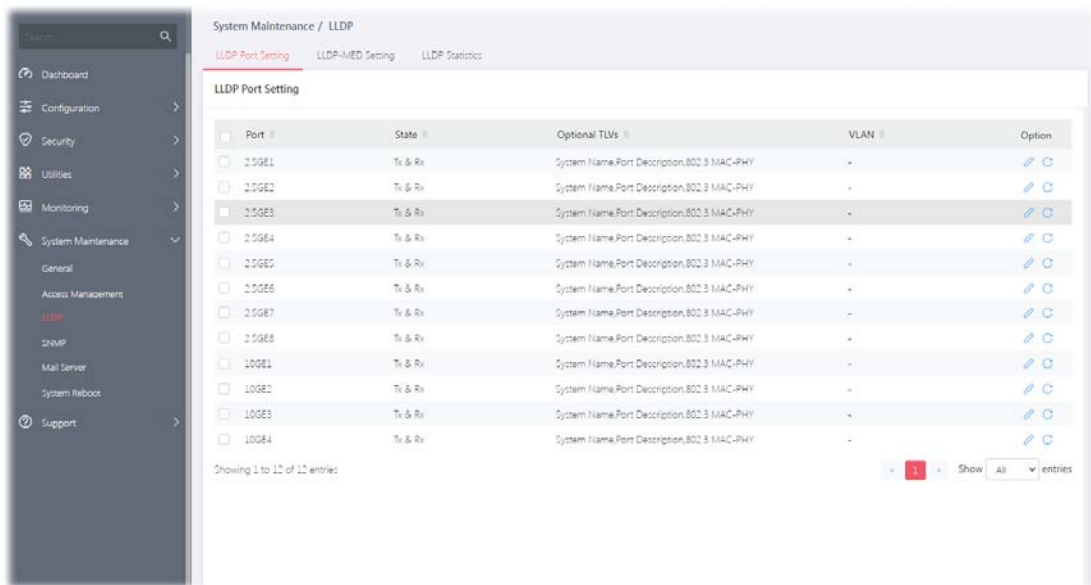 Search
System Maintenance / LLDP
LLDP Port Setting LLDP-MED Setting LLDP Statistics
Dashboard
Configuration
Security
Utilities
Monitoring
System Maintenance
General
Access Management
LLDP
SNMP
Mail Server
System Reboot
Support
LLDP Port Setting
Port State Optional TLVs VLAN Option
2.5GE1 Tx & Rx System Name,Port Description,802.3 MAC-PHY -
2.5GE2 Tx & Rx System Name,Port Description,802.3 MAC-PHY -
2.5GE3 Tx & Rx System Name,Port Description,802.3 MAC-PHY -
2.5GE4 Tx & Rx System Name,Port Description,802.3 MAC-PHY -
2.5GE5 Tx & Rx System Name,Port Description,802.3 MAC-PHY -
2.5GE6 Tx & Rx System Name,Port Description,802.3 MAC-PHY -
2.5GE7 Tx & Rx System Name,Port Description,802.3 MAC-PHY -
2.5GE8 Tx & Rx System Name,Port Description,802.3 MAC-PHY -
10GE1 Tx & Rx System Name,Port Description,802.3 MAC-PHY -
10GE2 Tx & Rx System Name,Port Description,802.3 MAC-PHY -
10GE3 Tx & Rx System Name,Port Description,802.3 MAC-PHY -
10GE4 Tx & Rx System Name,Port Description,802.3 MAC-PHY -
Showing 1 to 12 of 12 entries « 1 » Show All entries